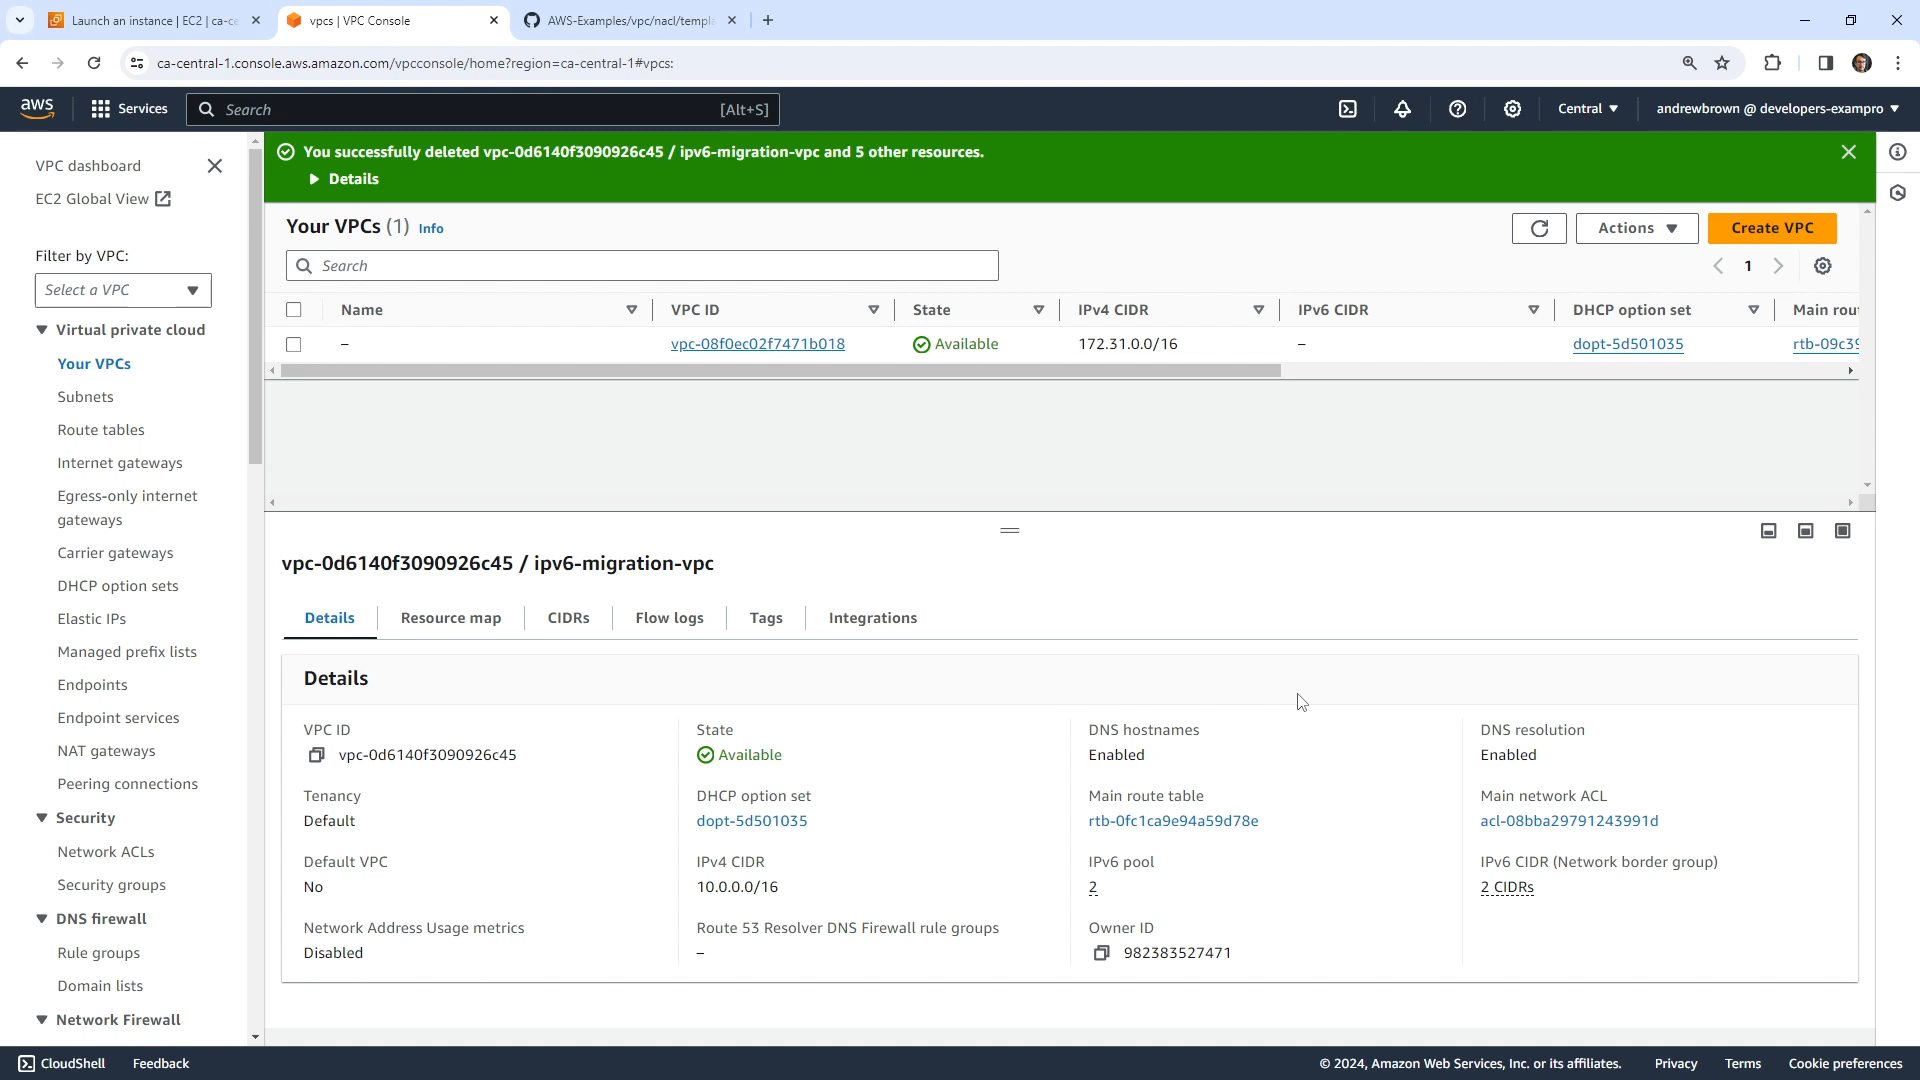 Launch an instance | EC2 | ca-ce
vpcs | VPC Console
AWS-Examples/vpc/nacl/templa
ca-central-1.console.aws.amazon.com/vpcconsole/home?region=ca-central-1#vpcs:
aws
Services
Search
[Alt+S]
Central
andrewbrown @ developers-exampro
VPC dashboard
EC2 Global View
Filter by VPC:
Select a VPC
Virtual private cloud
Your VPCs
Subnets
Route tables
Internet gateways
Egress-only internet
gateways
Carrier gateways
DHCP option sets
Elastic IPs
Managed prefix lists
Endpoints
Endpoint services
NAT gateways
Peering connections
Security
Network ACLs
Security groups
DNS firewall
Rule groups
Domain lists
Network Firewall
You successfully deleted vpc-0d6140f3090926c45 / ipv6-migration-vpc and 5 other resources.
Details
Your VPCs (1) Info
Actions
Create VPC
Search
1
Name
VPC ID
State
IPv4 CIDR
IPv6 CIDR
DHCP option set
Main rou
–
vpc-08f0ec02f7471b018
Available
172.31.0.0/16
–
dopt-5d501035
rtb-09c39
vpc-0d6140f3090926c45 / ipv6-migration-vpc
Details
Resource map
CIDRs
Flow logs
Tags
Integrations
Details
VPC ID
vpc-0d6140f3090926c45
State
Available
DNS hostnames
Enabled
DNS resolution
Enabled
Tenancy
Default
DHCP option set
dopt-5d501035
Main route table
rtb-0fc1ca9e94a59d78e
Main network ACL
acl-08bba29791243991d
Default VPC
No
IPv4 CIDR
10.0.0.0/16
IPv6 pool
2
IPv6 CIDR (Network border group)
2 CIDRs
Network Address Usage metrics
Disabled
Route 53 Resolver DNS Firewall rule groups
–
Owner ID
982383527471
CloudShell
Feedback
© 2024, Amazon Web Services, Inc. or its affiliates.
Privacy
Terms
Cookie preferences